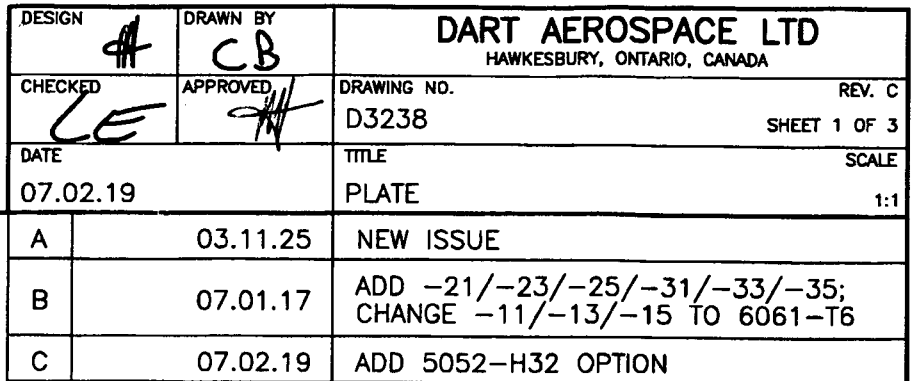 DESIGN
DRAWN BY
CB
DART AEROSPACE LTD
HAWKESBURY, ONTARIO, CANADA
CHECKED
LE
APPROVED
DRAWING NO.
REV. C
D3238
SHEET 1 OF 3
DATE
07.02.19
TITLE
SCALE
PLATE
1:1
A 03.11.25 NEW ISSUE
B 07.01.17 ADD -21/-23/-25/-31/-33/-35;
CHANGE -11/-13/-15 TO 6061-T6
C 07.02.19 ADD 5052-H32 OPTION